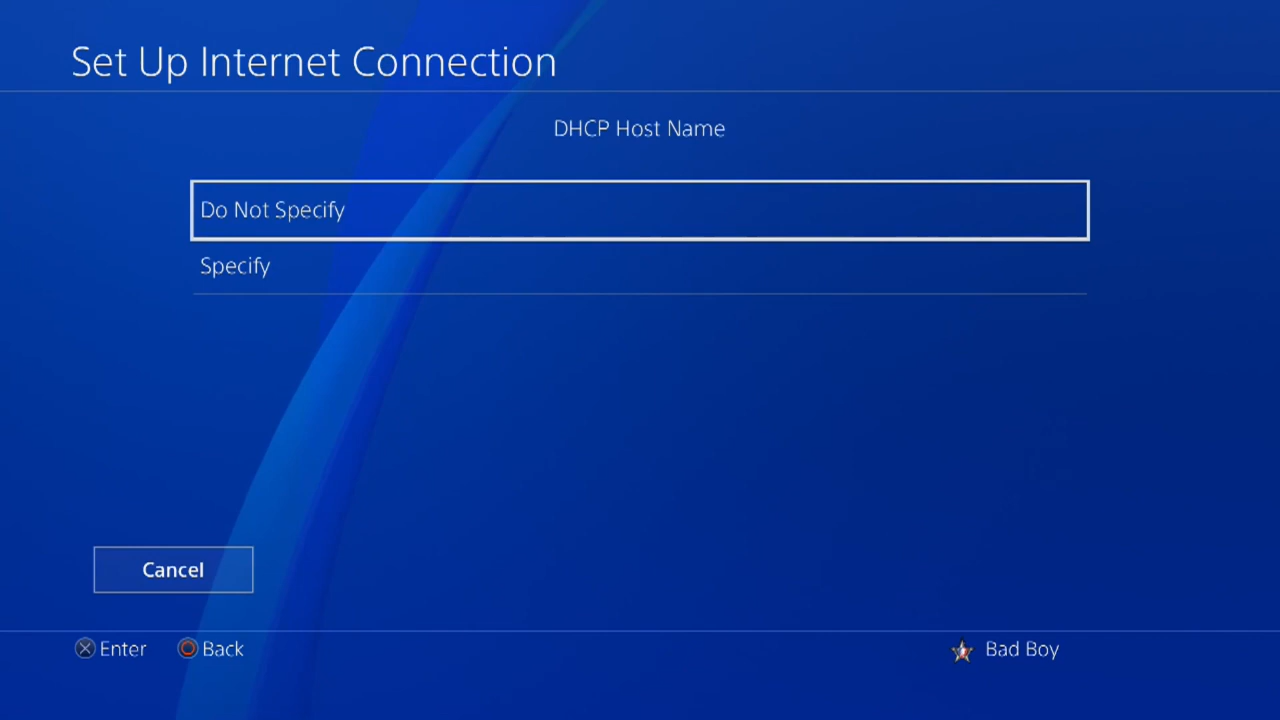 Set Up Internet Connection
DHCP Host Name
Do Not Specify
Specify
Cancel
Enter Back Bad Boy